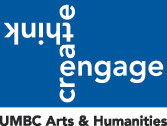 think
create
engage
UMBC Arts & Humanities